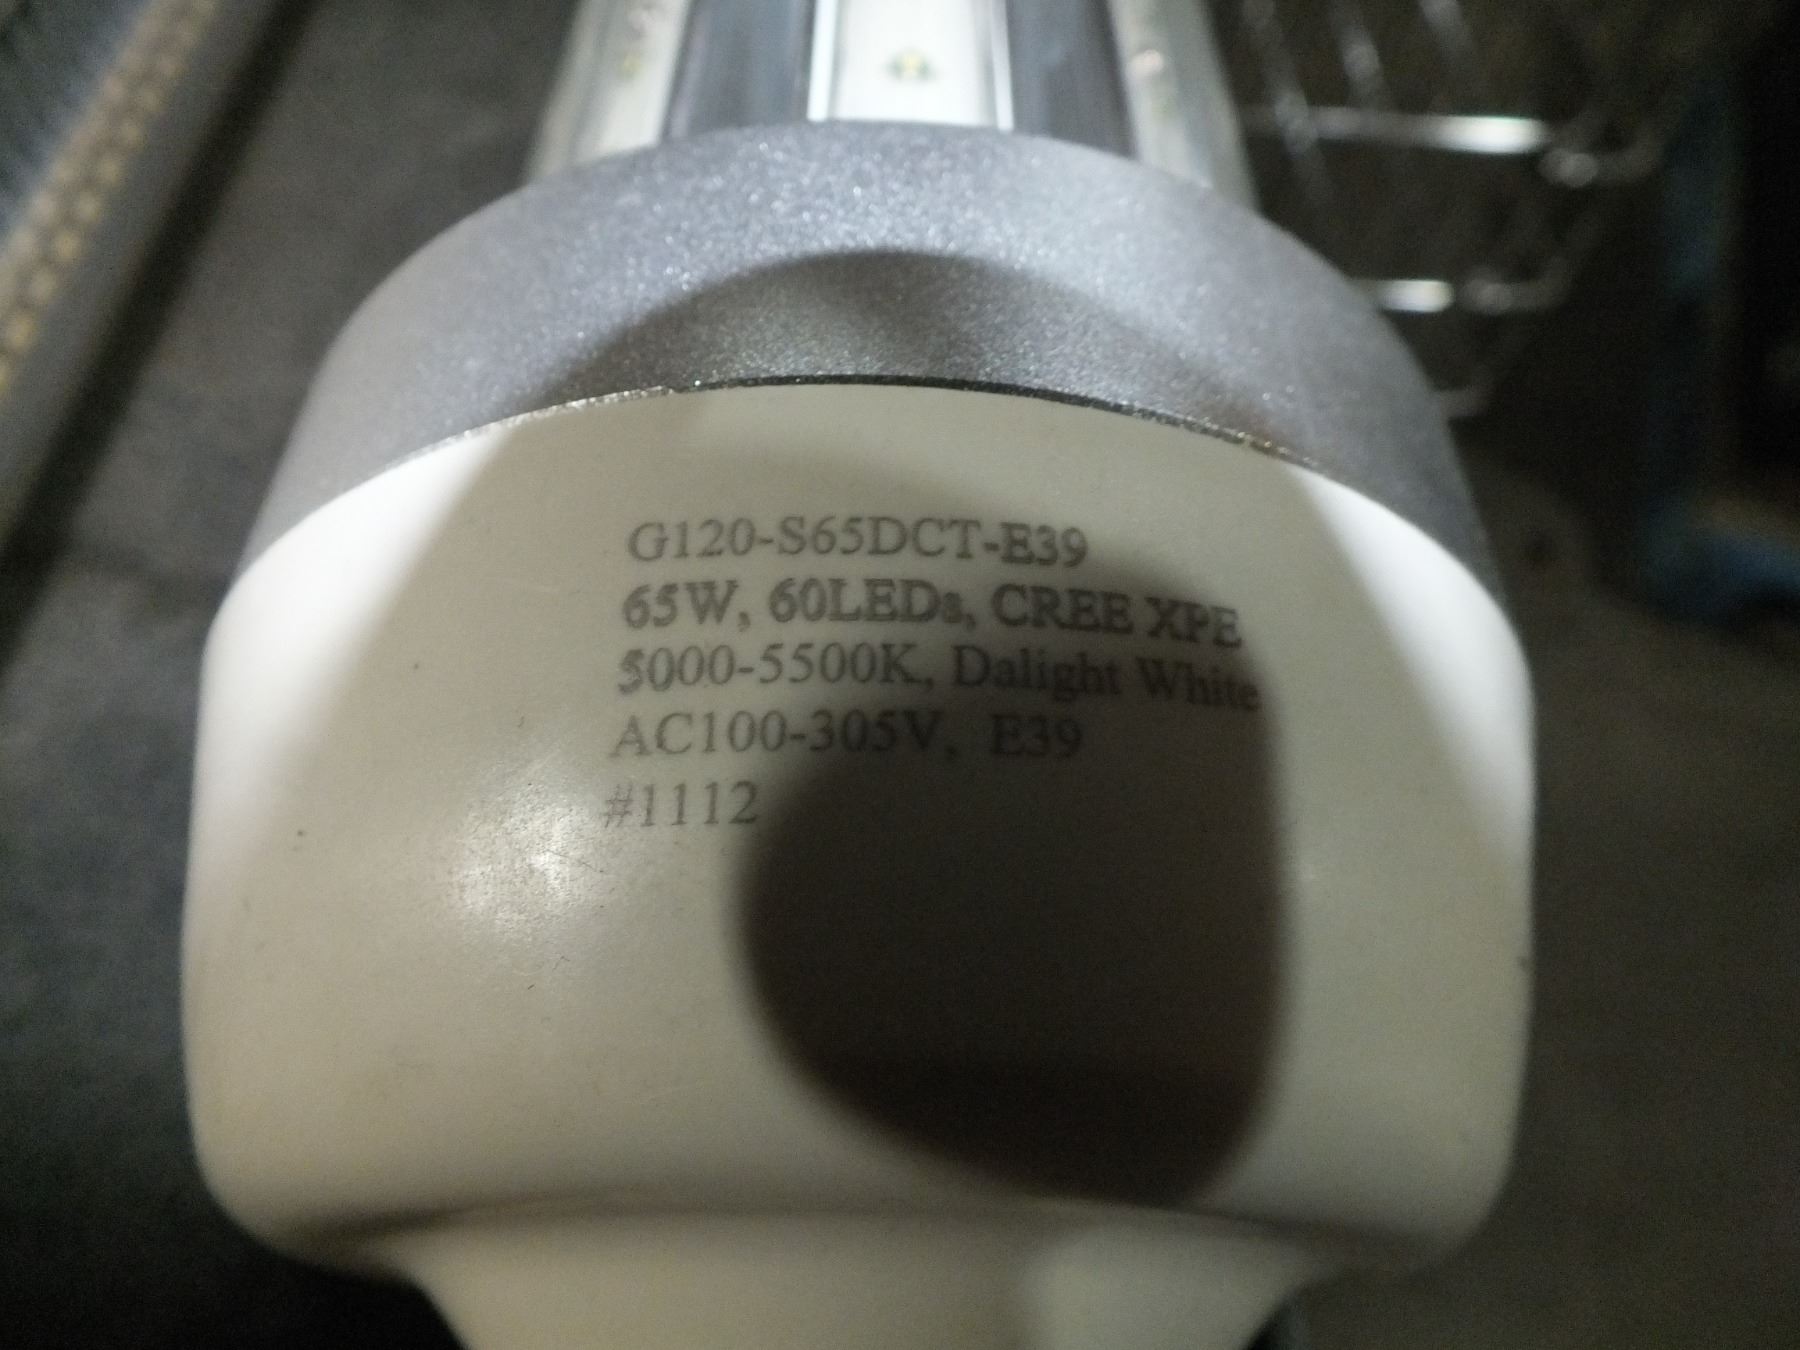 G120-S65DCT-E39
65W, 60LEDs, CREE XPE
5000-5500K, Dalight White
AC100-305V, E39
#1112